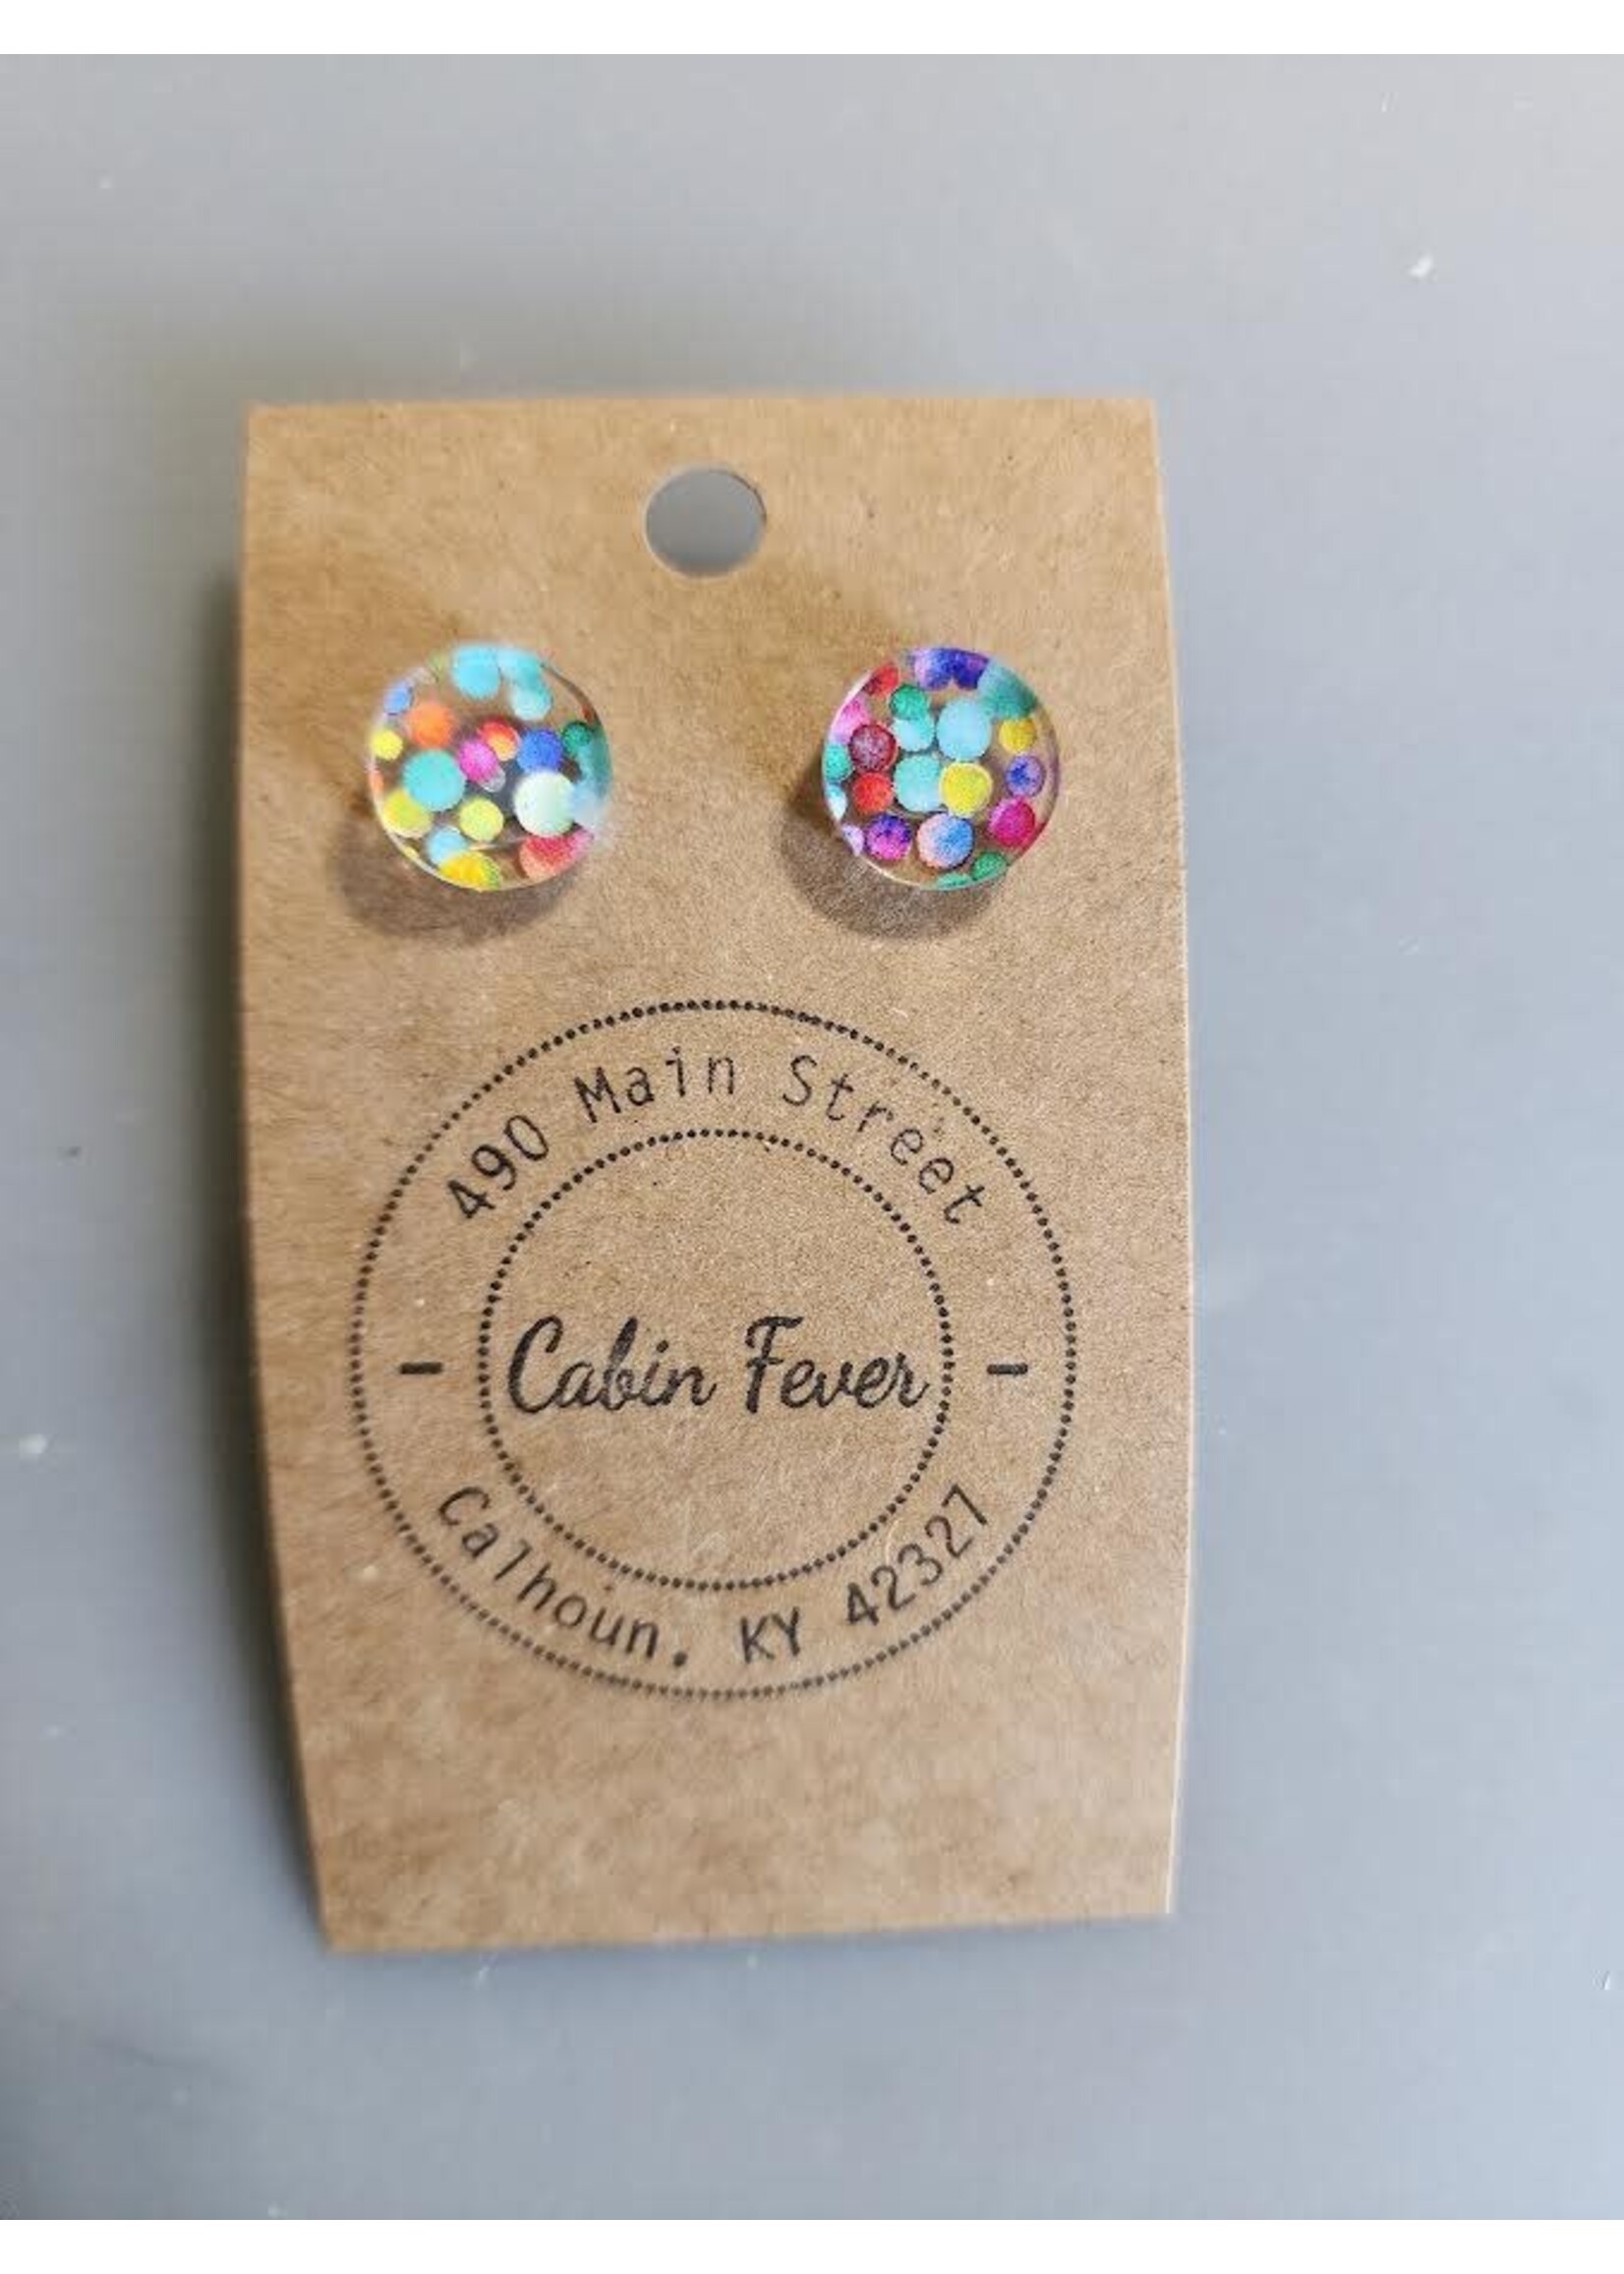 490 Main Street
Cabin Fever
Calhoun, KY 42327